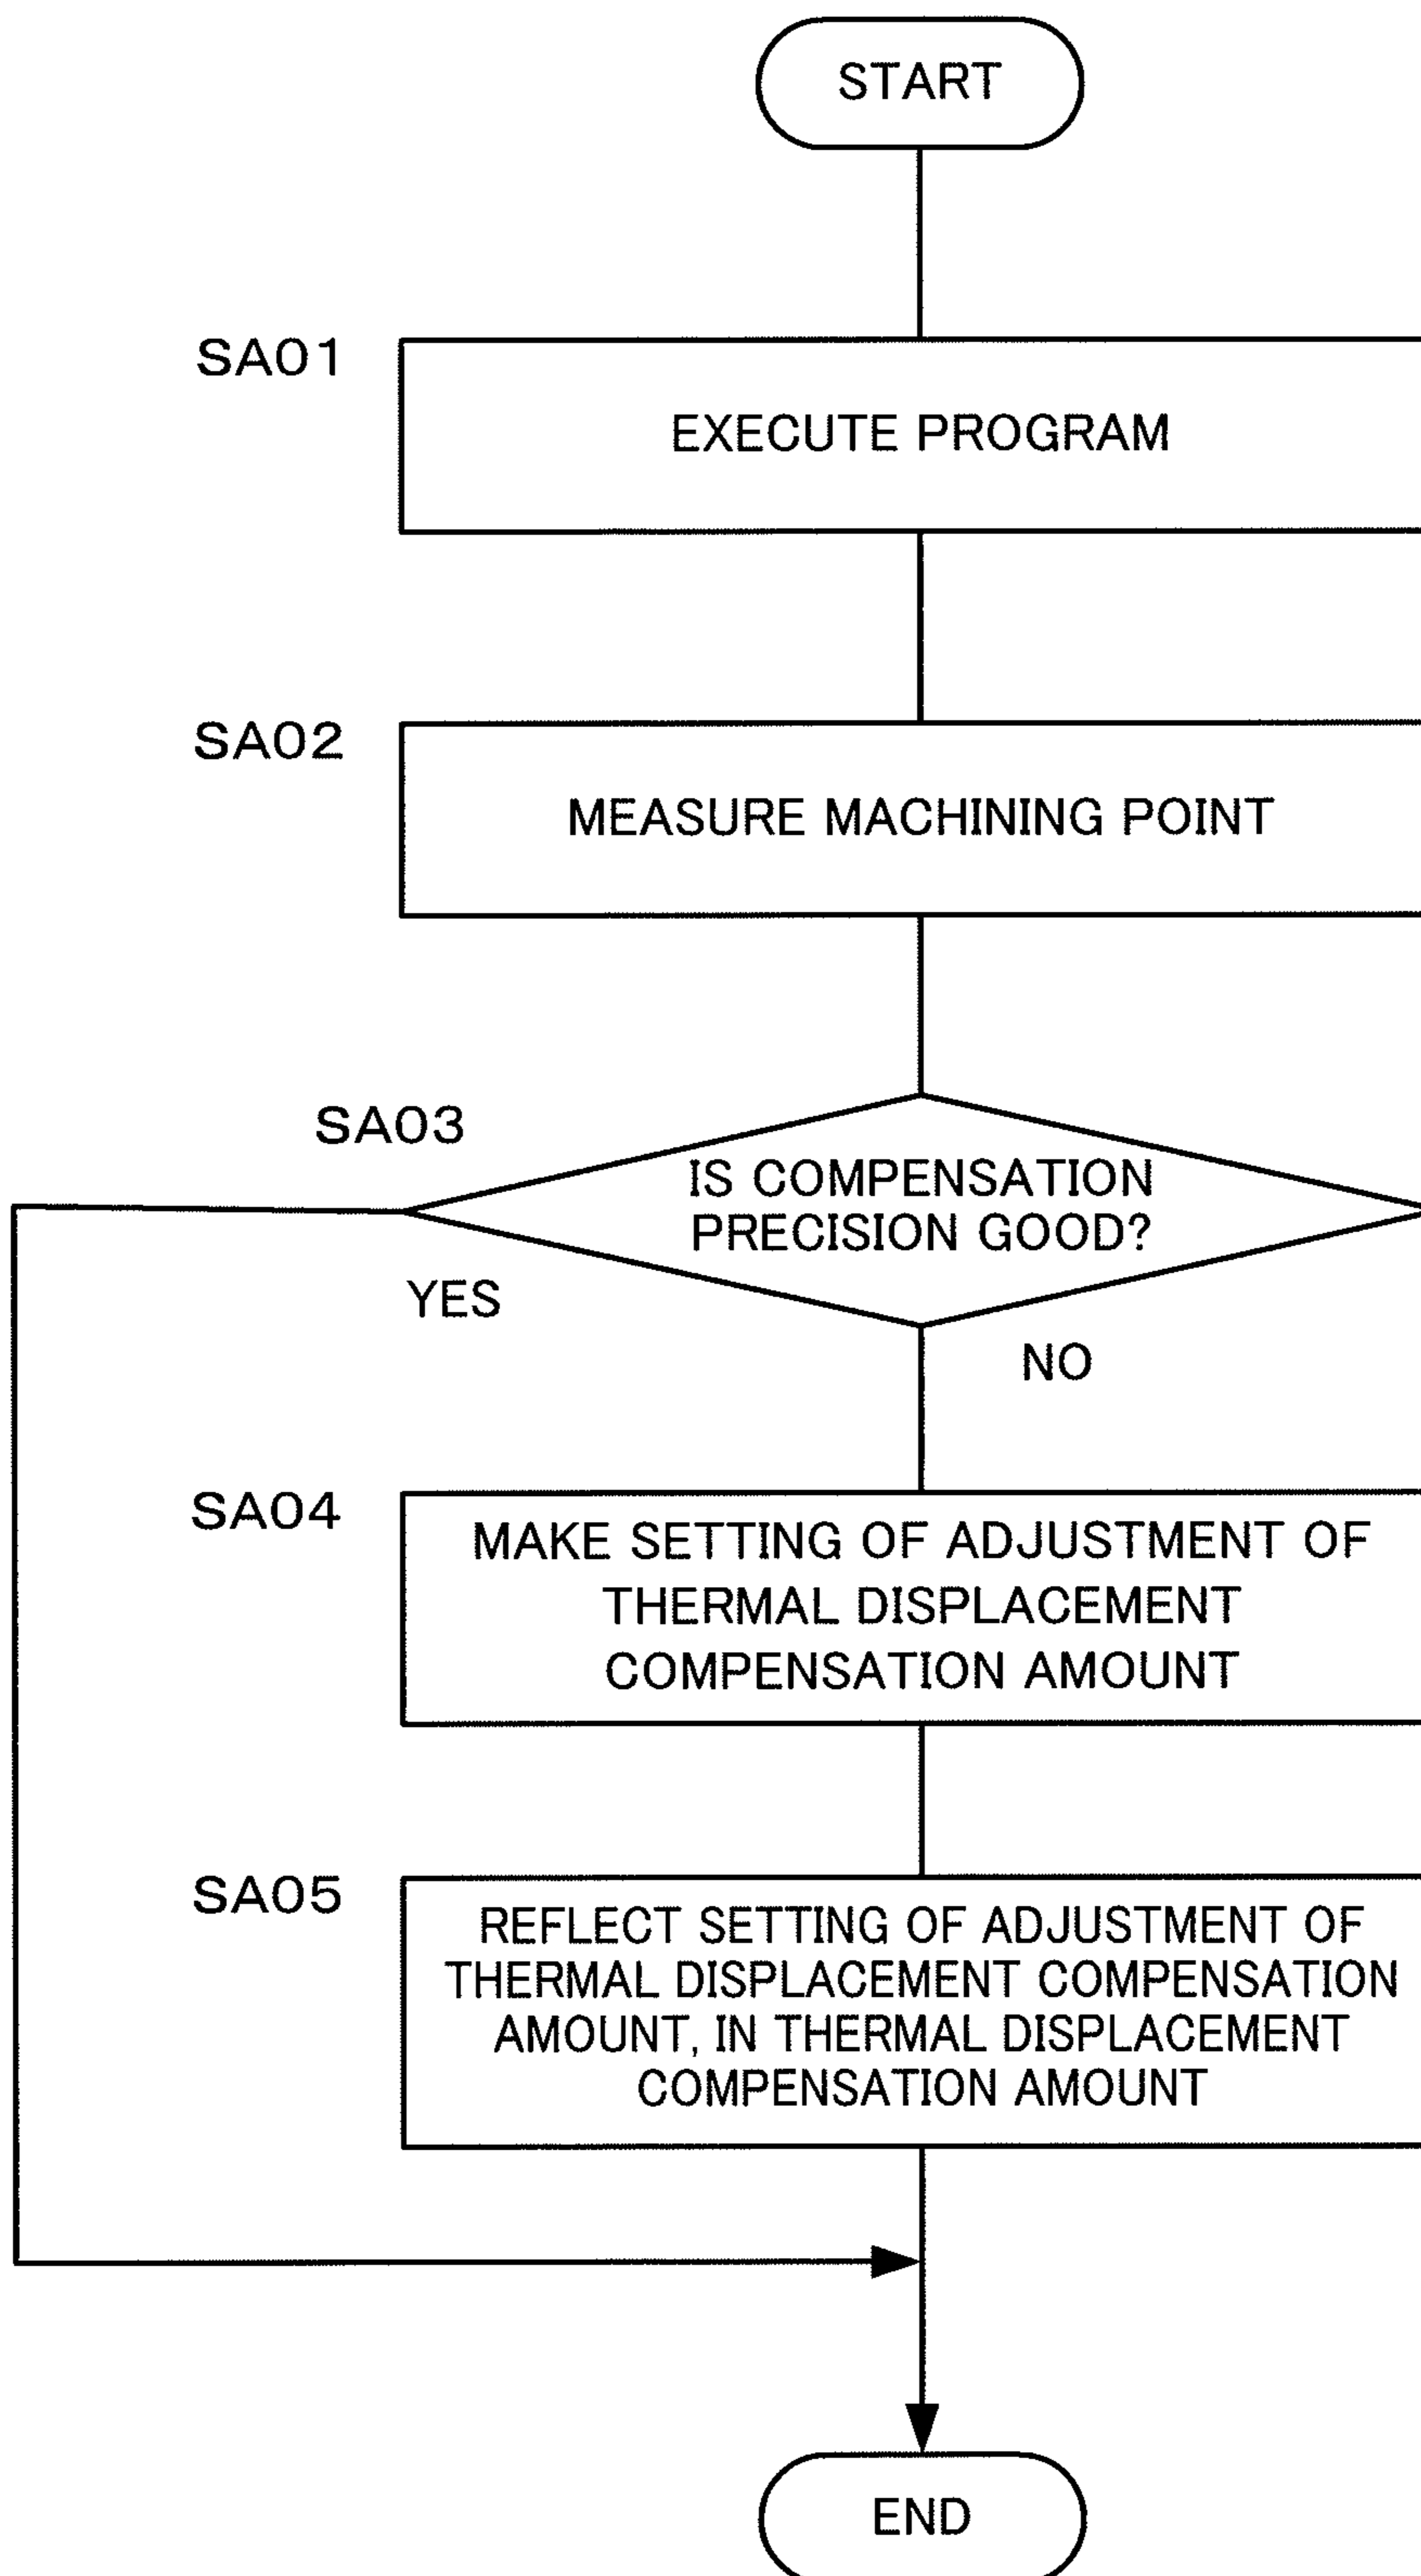 START
SA01
EXECUTE PROGRAM
SA02
MEASURE MACHINING POINT
SA03
IS COMPENSATION
PRECISION GOOD?
YES
NO
SA04
MAKE SETTING OF ADJUSTMENT OF
THERMAL DISPLACEMENT
COMPENSATION AMOUNT
SA05
REFLECT SETTING OF ADJUSTMENT OF
THERMAL DISPLACEMENT COMPENSATION
AMOUNT, IN THERMAL DISPLACEMENT
COMPENSATION AMOUNT
END